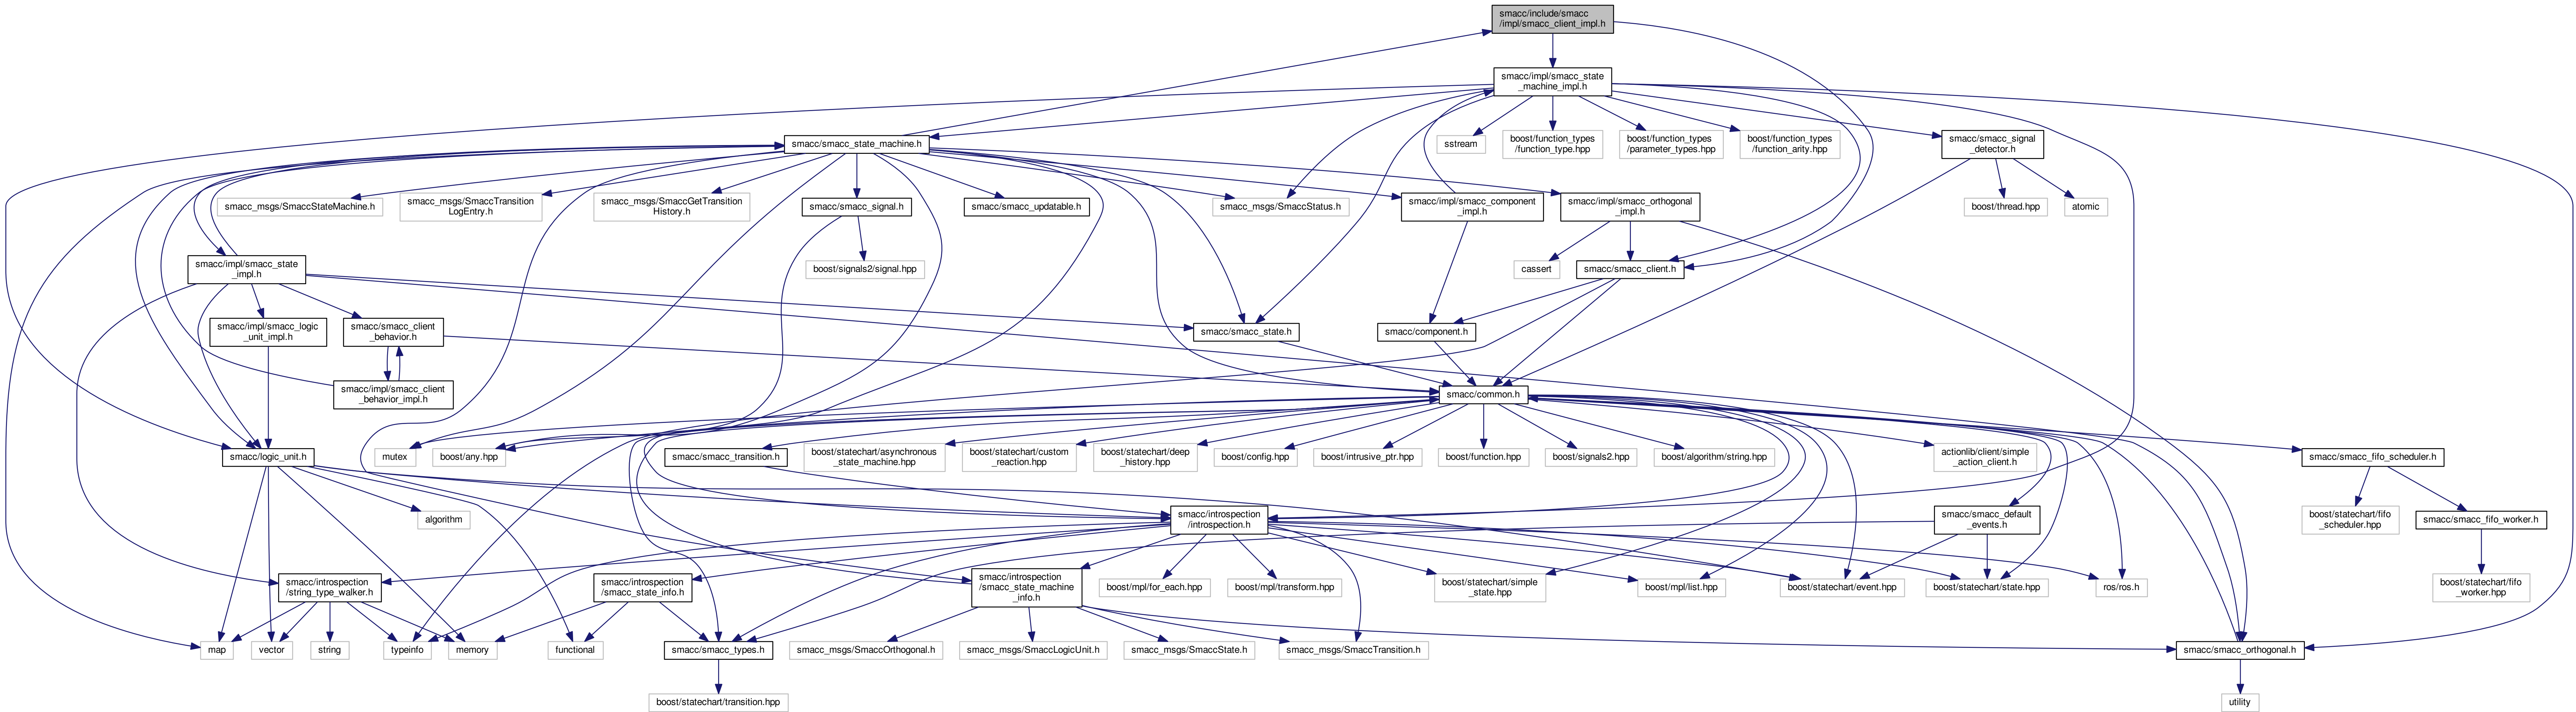 smacc/include/smacc
/impl/smacc_client_impl.h
smacc/impl/smacc_state
_machine_impl.h
smacc/smacc_state_machine.h
sstream
boost/function_types
/function_type.hpp
boost/function_types
/parameter_types.hpp
boost/function_types
/function_arity.hpp
smacc/smacc_signal
_detector.h
smacc_msgs/SmaccStateMachine.h
smacc_msgs/SmaccTransition
LogEntry.h
smacc_msgs/SmaccGetTransition
History.h
smacc/smacc_signal.h
smacc/smacc_updatable.h
smacc_msgs/SmaccStatus.h
smacc/impl/smacc_component
_impl.h
smacc/impl/smacc_orthogonal
_impl.h
boost/thread.hpp
atomic
smacc/impl/smacc_state
_impl.h
boost/signals2/signal.hpp
cassert
smacc/smacc_client.h
smacc/impl/smacc_logic
_unit_impl.h
smacc/smacc_client
_behavior.h
smacc/smacc_state.h
smacc/component.h
smacc/impl/smacc_client
_behavior_impl.h
smacc/common.h
smacc/logic_unit.h
mutex
boost/any.hpp
smacc/smacc_transition.h
boost/statechart/asynchronous
_state_machine.hpp
boost/statechart/custom
_reaction.hpp
boost/statechart/deep
_history.hpp
boost/config.hpp
boost/intrusive_ptr.hpp
boost/function.hpp
boost/signals2.hpp
boost/algorithm/string.hpp
actionlib/client/simple
_action_client.h
smacc/smacc_fifo_scheduler.h
algorithm
smacc/introspection
/introspection.h
smacc/smacc_default
_events.h
boost/statechart/fifo
_scheduler.hpp
smacc/smacc_fifo_worker.h
smacc/introspection
/string_type_walker.h
smacc/introspection
/smacc_state_info.h
smacc/introspection
/smacc_state_machine
_info.h
boost/mpl/for_each.hpp
boost/mpl/transform.hpp
boost/statechart/simple
_state.hpp
boost/mpl/list.hpp
boost/statechart/event.hpp
boost/statechart/state.hpp
ros/ros.h
boost/statechart/fifo
_worker.hpp
map
vector
string
typeinfo
memory
functional
smacc/smacc_types.h
smacc_msgs/SmaccOrthogonal.h
smacc_msgs/SmaccLogicUnit.h
smacc_msgs/SmaccState.h
smacc_msgs/SmaccTransition.h
smacc/smacc_orthogonal.h
boost/statechart/transition.hpp
utility